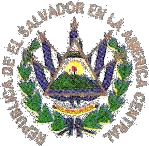 REPUBLICA DE EL SALVADOR EN LA AMERICA CENTRAL